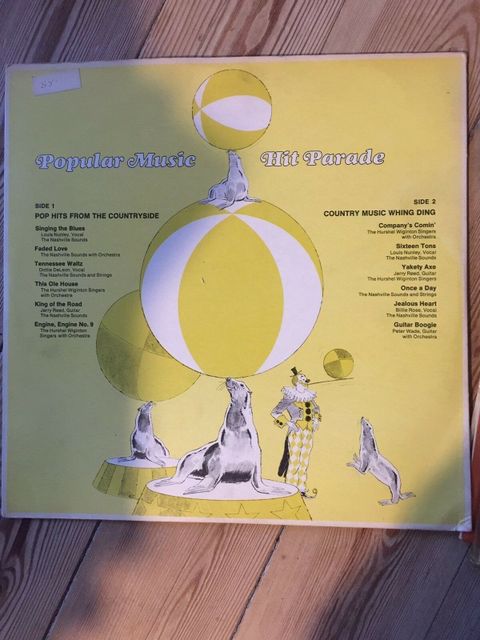 Popular Music Hit Parade
SIDE 1
POP HITS FROM THE COUNTRYSIDE
Singing the Blues
Louis Nunley, Vocal
The Nashville Sounds
Faded Love
The Nashville Sounds with Orchestra
Tennessee Waltz
Dottie DeLeon, Vocal
The Nashville Sounds and Strings
This Ole House
The Hurshel Wiginton Singers
with Orchestra
King of the Road
Jerry Reed, Guitar
The Nashville Sounds
Engine, Engine No. 9
The Hurshel Wiginton
Singers with Orchestra
SIDE 2
COUNTRY MUSIC WHING DING
Company's Comin'
The Hurshel Wiginton Singers
with Orchestra
Sixteen Tons
Louis Nunley, Vocal
The Nashville Sounds
Yakety Axe
Jerry Reed, Guitar
The Hurshel Wiginton Singers
Once a Day
The Nashville Sounds and Strings
Jealous Heart
Billie Rose, Vocal
The Nashville Sounds
Guitar Boogie
Peter Wade, Guitar
with Orchestra